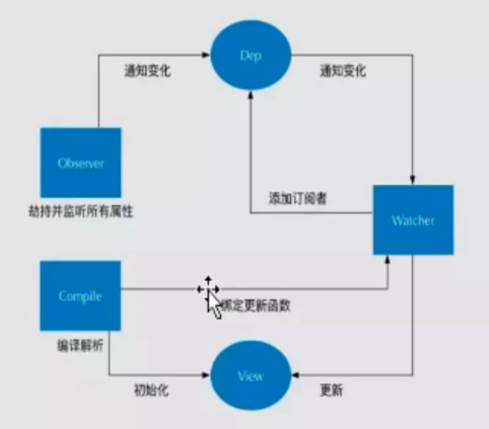 Dep
通知变化
通知变化
Observer
劫持并监听所有属性
添加订阅者
Watcher
Compile
绑定更新函数
编译解析
View
初始化
更新